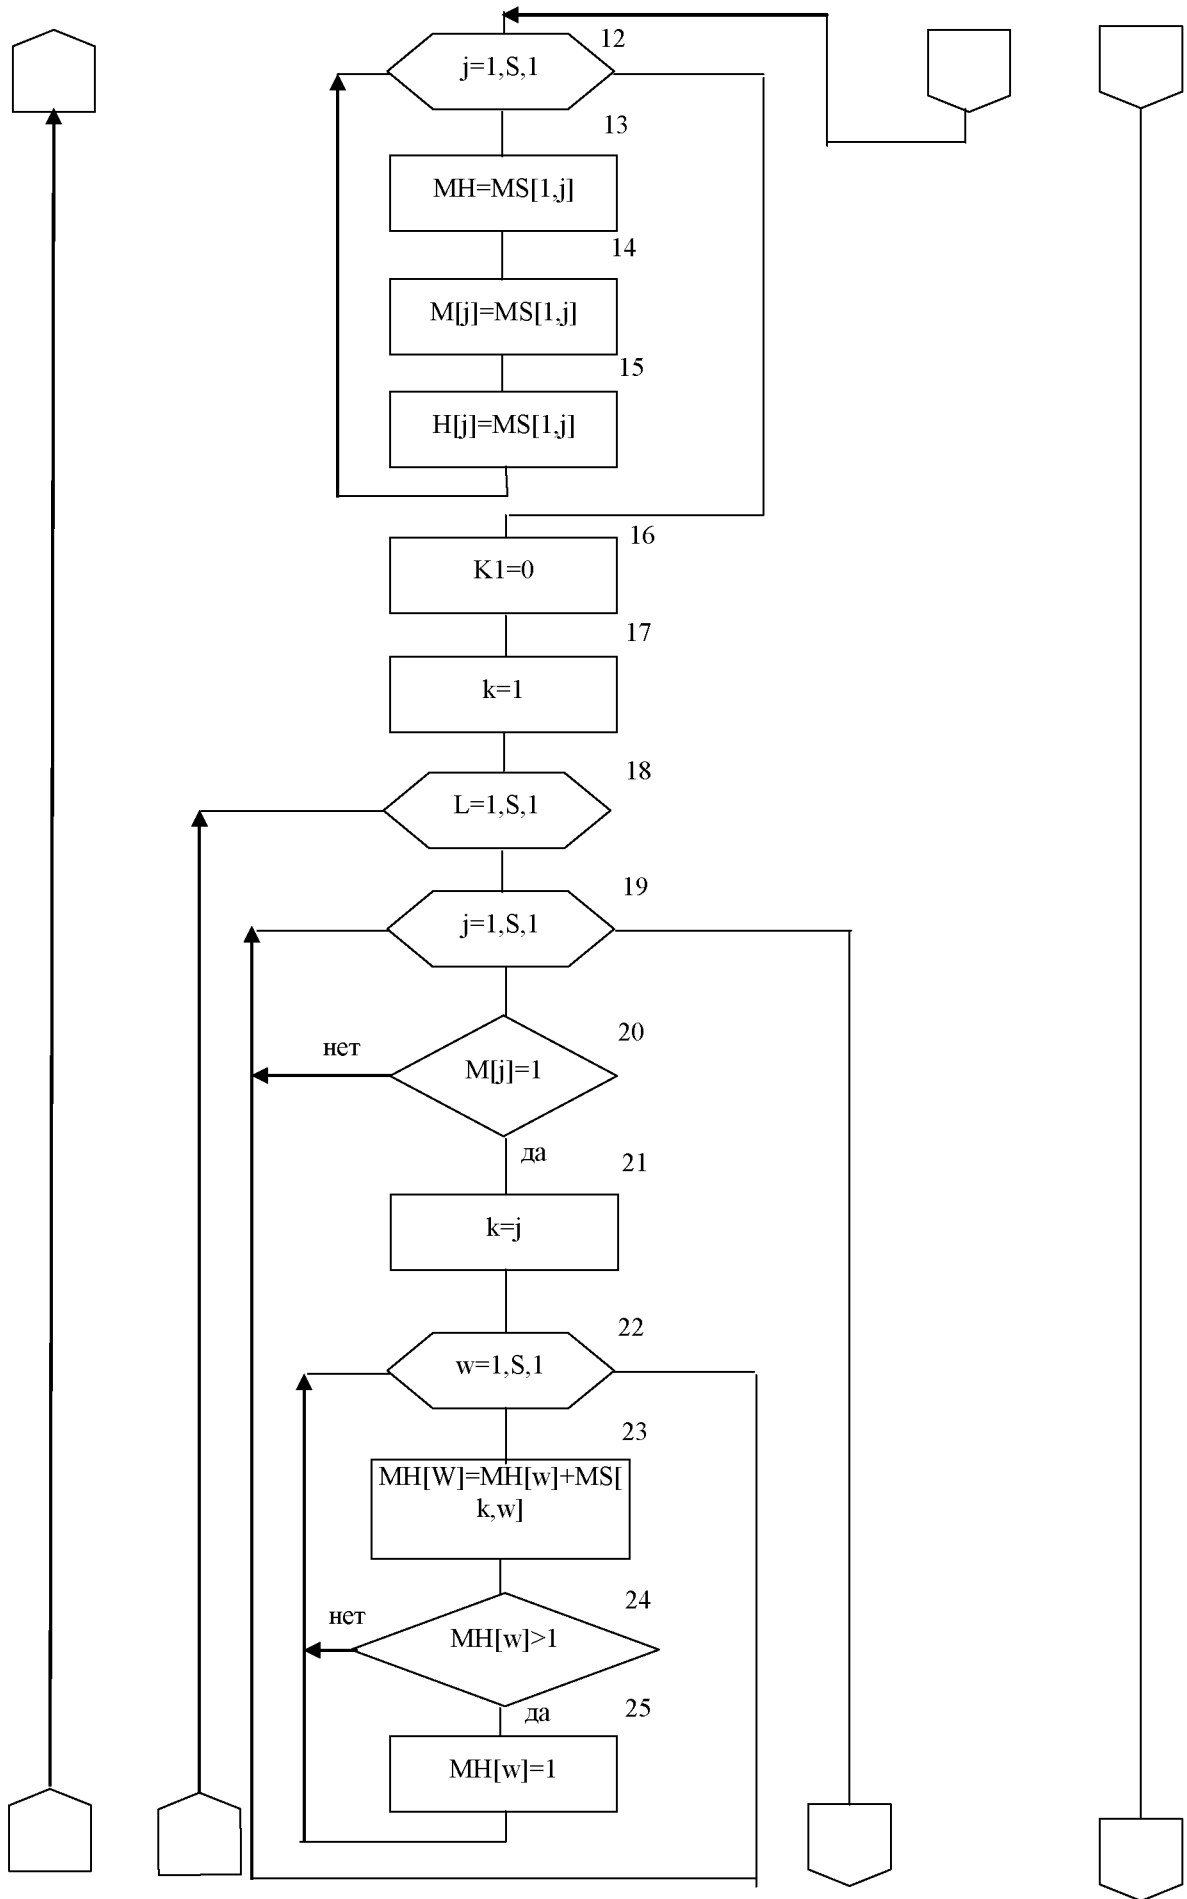 12
j=1,S,1
13
MH=MS[1,j]
14
M[j]=MS[1,j]
15
H[j]=MS[1,j]
16
K1=0
17
k=1
18
L=1,S,1
19
j=1,S,1
20
нет
M[j]=1
да
21
k=j
22
w=1,S,1
23
MH[W]=MH[w]+MS[
k,w]
24
нет
MH[w]>1
да
25
MH[w]=1